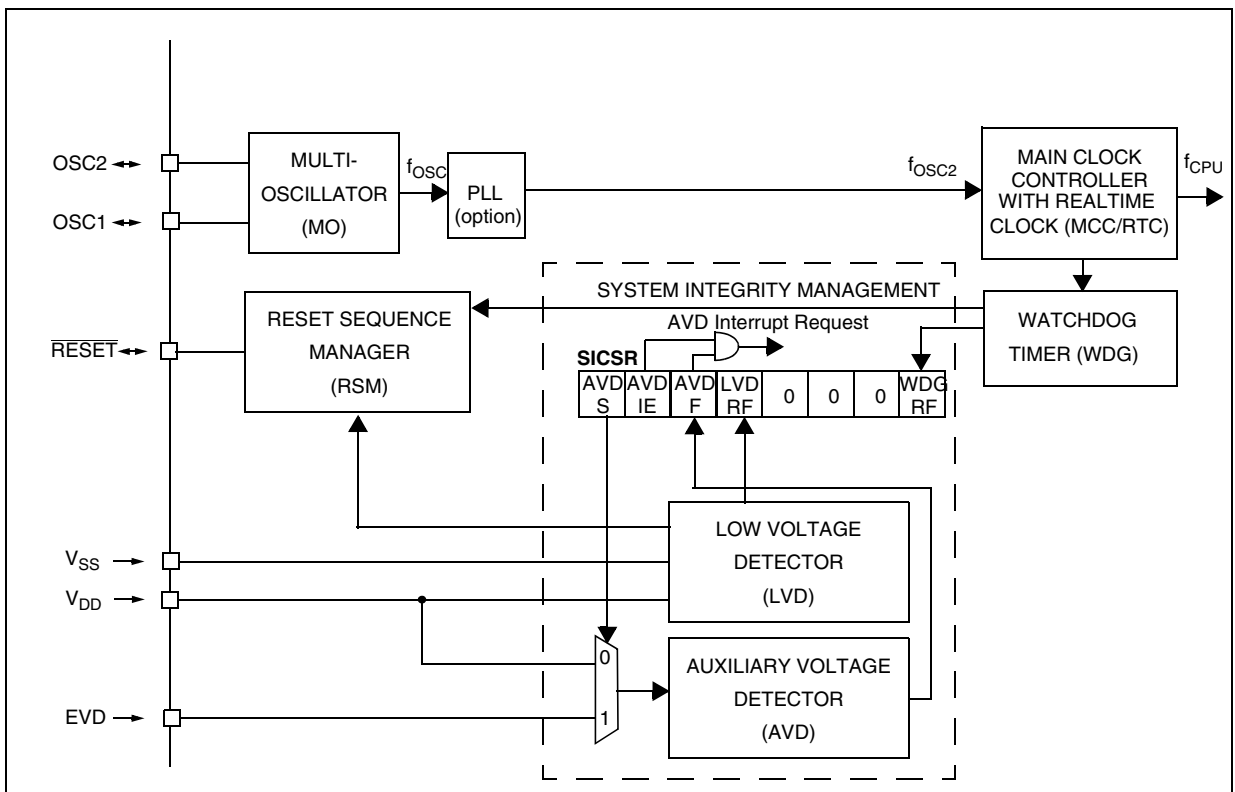 OSC2
OSC1
MULTI-
OSCILLATOR
(MO)
fOSC
PLL
(option)
fOSC2
MAIN CLOCK
CONTROLLER
WITH REALTIME
CLOCK (MCC/RTC)
fCPU
RESET
RESET SEQUENCE
MANAGER
(RSM)
SYSTEM INTEGRITY MANAGEMENT
AVD Interrupt Request
WATCHDOG
TIMER (WDG)
SICSR
AVD AVD AVD LVD 0 0 0 WDG
S IE F RF RF
LOW VOLTAGE
DETECTOR
(LVD)
VSS
VDD
0
1
AUXILIARY VOLTAGE
DETECTOR
(AVD)
EVD